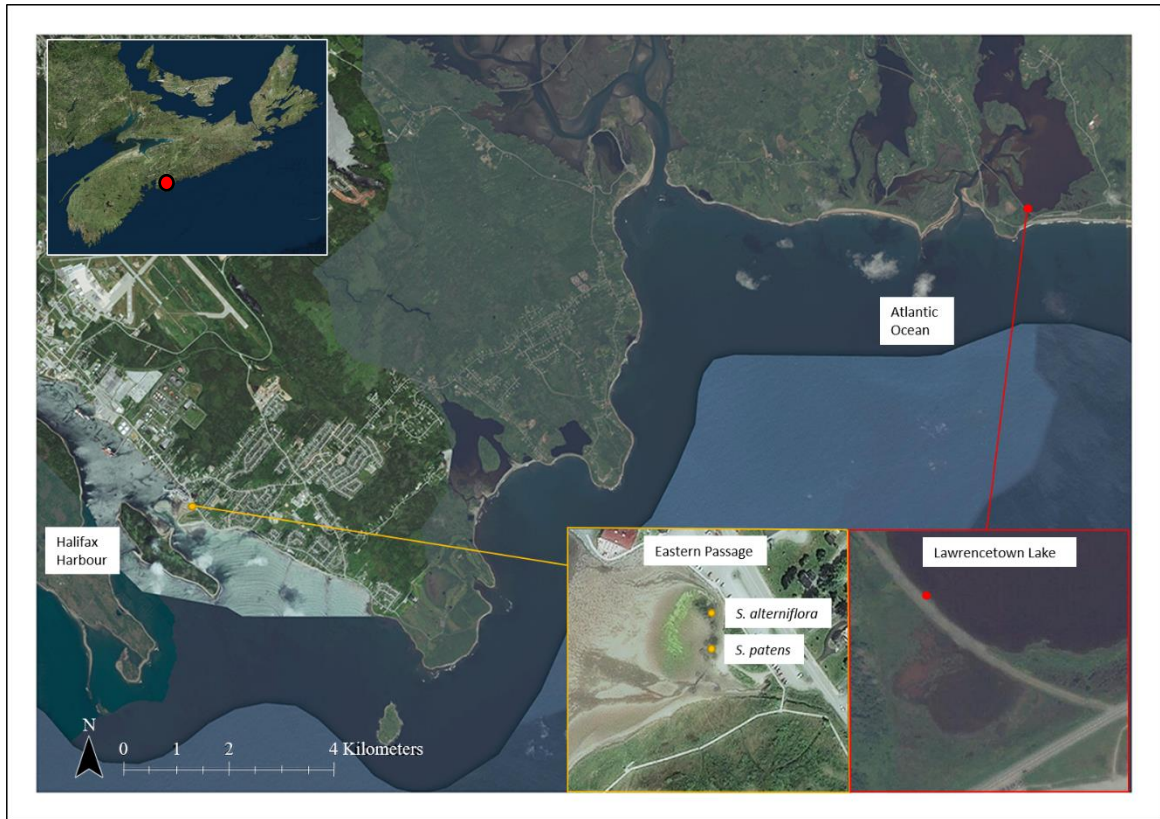 Atlantic
Ocean
Halifax
Harbour
Eastern Passage
Lawrencetown Lake
S. alterniflora
S. patens
N
0 1 2 4 Kilometers